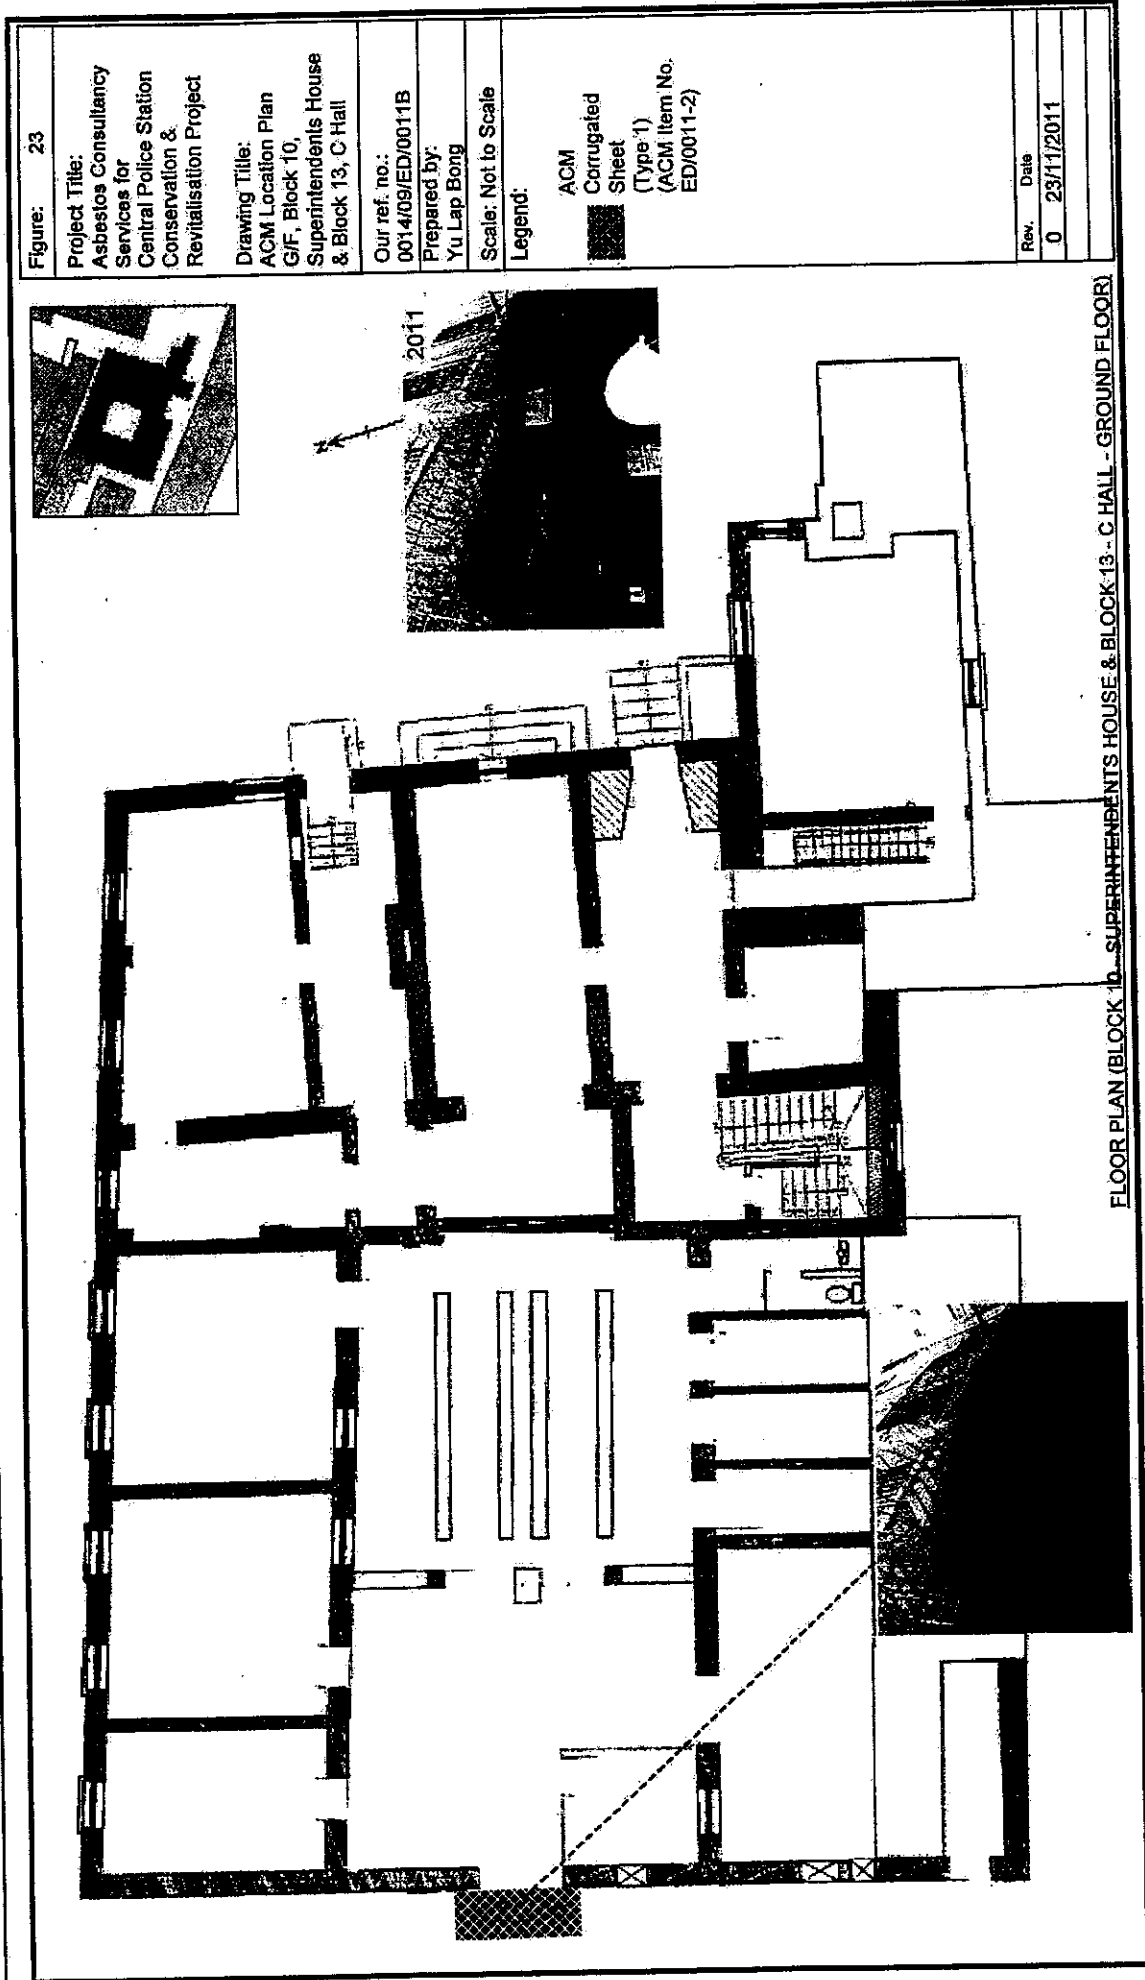 Figure: 23
Project Title:
Asbestos Consultancy
Services for
Central Police Station
Conservation &
Revitalisation Project
Drawing Title:
ACM Location Plan
G/F, Block 10,
Superintendents House
& Block 13, C Hall
Our ref. no.:
0014/09/ED/0011B
Prepared by:
Yu Lap Bong
Scale: Not to Scale
Legend:
ACM
Corrugated
Sheet
(Type 1)
(ACM Item No.
ED/0011-2)
Rev. Date
0 23/11/2011
N
2011
FLOOR PLAN (BLOCK 10 - SUPERINTENDENTS HOUSE & BLOCK 13 - C HALL - GROUND FLOOR)